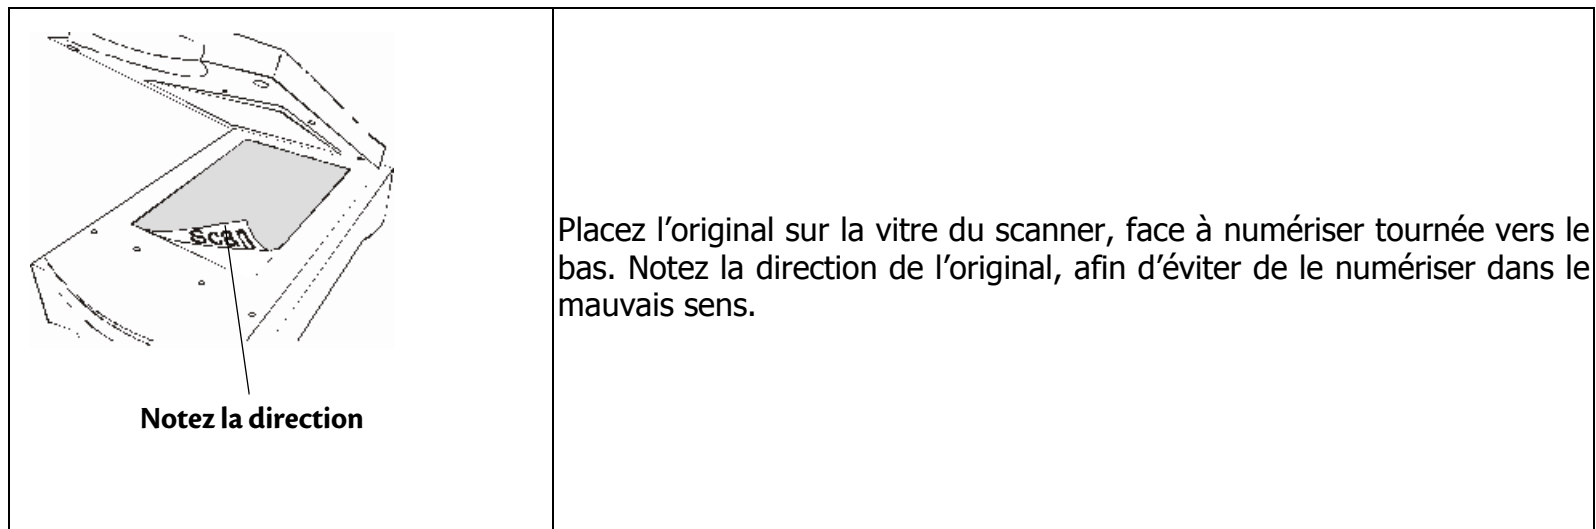 Scan
Notez la direction
Placez l’original sur la vitre du scanner, face à numériser tournée vers le
bas. Notez la direction de l’original, afin d’éviter de le numériser dans le
mauvais sens.